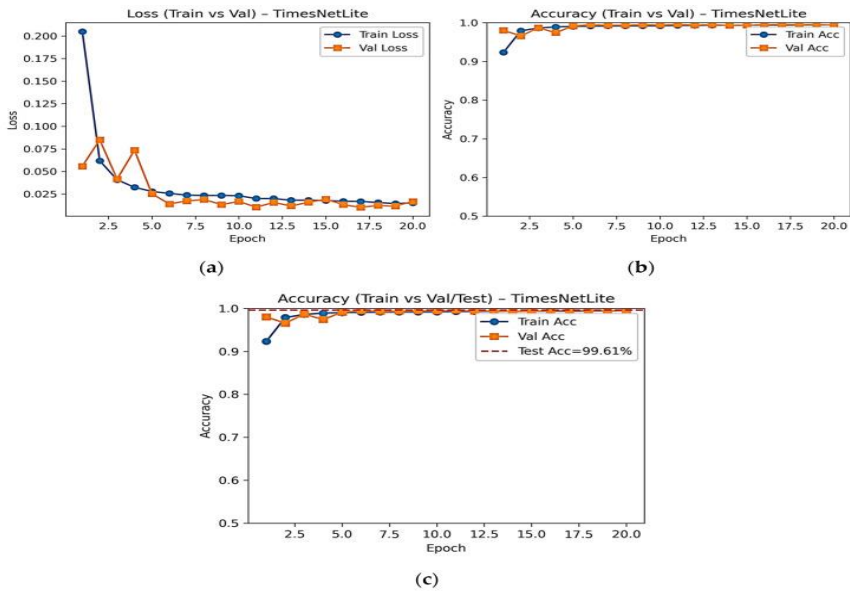 Loss (Train vs Val) – TimesNetLite
Loss
0.200
0.175
0.150
0.125
0.100
0.075
0.050
0.025
Train Loss
Val Loss
2.5 5.0 7.5 10.0 12.5 15.0 17.5 20.0
Epoch
(a)
Accuracy (Train vs Val) – TimesNetLite
Accuracy
1.0
0.9
0.8
0.7
0.6
0.5
Train Acc
Val Acc
2.5 5.0 7.5 10.0 12.5 15.0 17.5 20.0
Epoch
(b)
Accuracy (Train vs Val/Test) – TimesNetLite
Accuracy
1.0
0.9
0.8
0.7
0.6
0.5
Train Acc
Val Acc
Test Acc=99.61%
2.5 5.0 7.5 10.0 12.5 15.0 17.5 20.0
Epoch
(c)